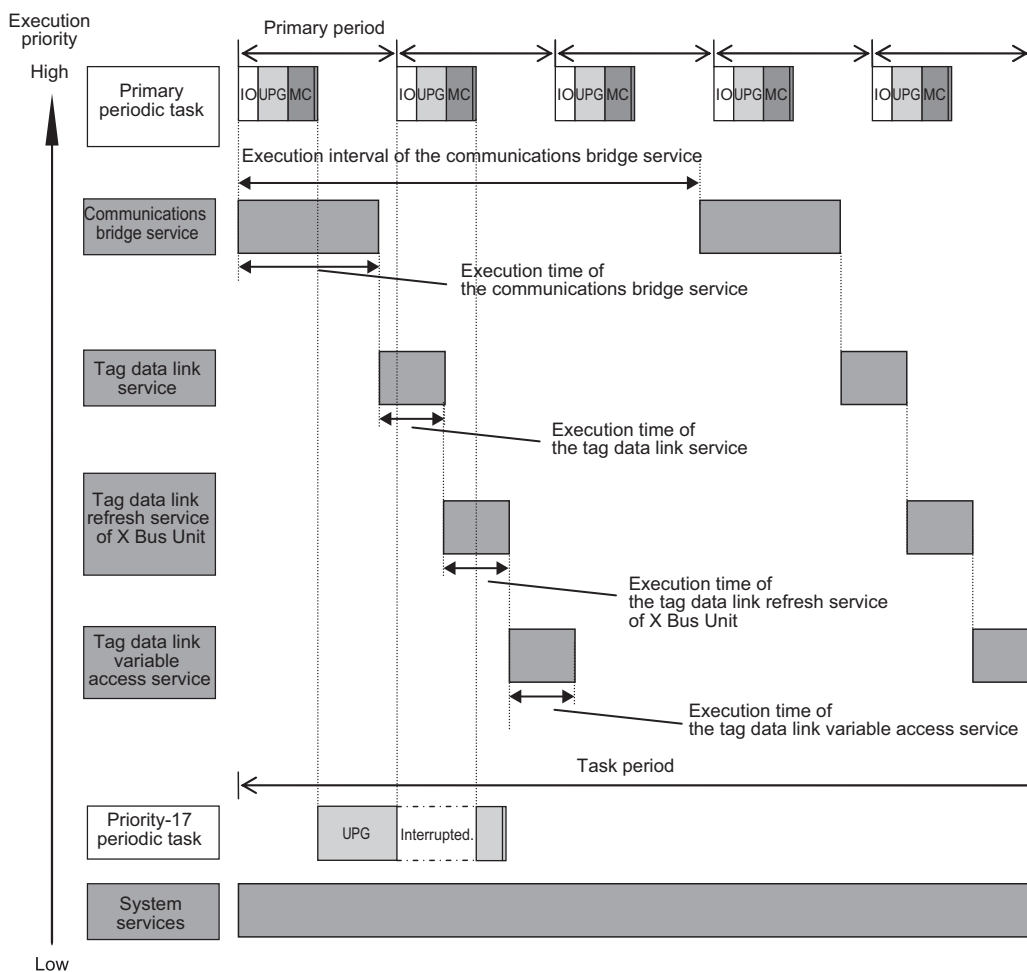 Execution
priority
High
Primary period
Primary
periodic task
IO UPG MC
IO UPG MC
IO UPG MC
IO UPG MC
IO UPG MC
Execution interval of the communications bridge service
Communications
bridge service
Execution time of
the communications bridge service
Tag data link
service
Execution time of
the tag data link service
Tag data link
refresh service
of X Bus Unit
Execution time of
the tag data link refresh service
of X Bus Unit
Tag data link
variable
access service
Execution time of
the tag data link variable access service
Task period
Priority-17
periodic task
UPG
Interrupted.
System
services
Low